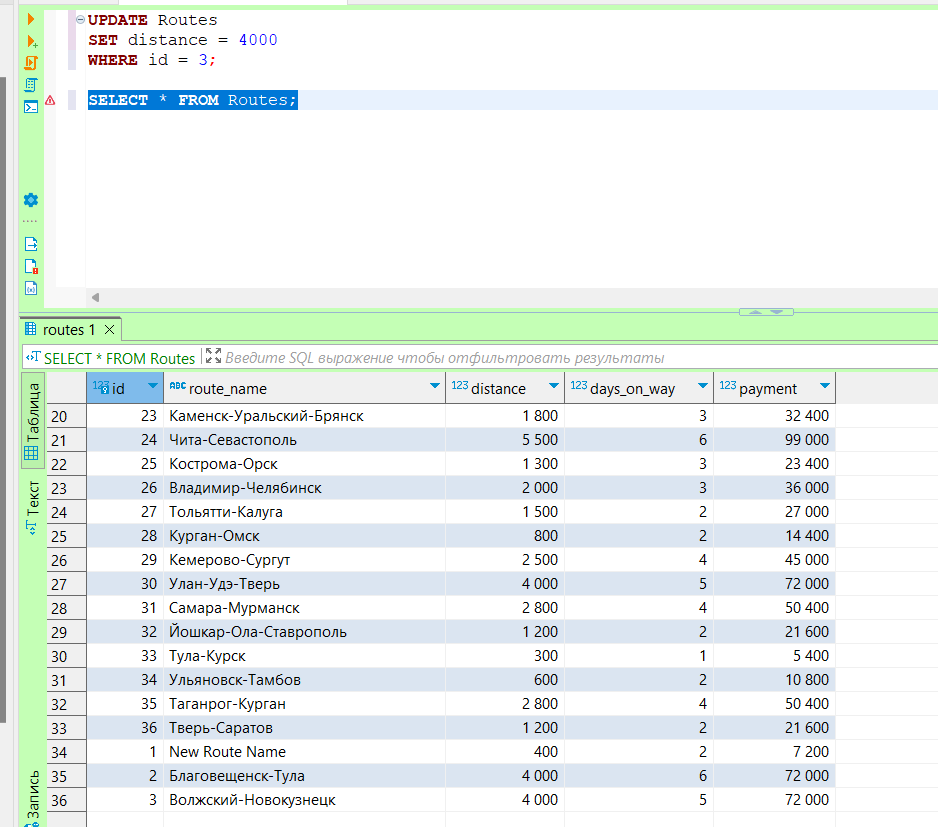 UPDATE Routes
SET distance = 4000
WHERE id = 3;
SELECT * FROM Routes;
routes 1
SELECT * FROM Routes Введите SQL выражение чтобы отфильтровать результаты
Таблица
Текст
Запись
123 id ABC route_name 123 distance 123 days_on_way 123 payment
20 23 Каменск-Уральский-Брянск 1 800 3 32 400
21 24 Чита-Севастополь 5 500 6 99 000
22 25 Кострома-Орск 1 300 3 23 400
23 26 Владимир-Челябинск 2 000 3 36 000
24 27 Тольятти-Калуга 1 500 2 27 000
25 28 Курган-Омск 800 2 14 400
26 29 Кемерово-Сургут 2 500 4 45 000
27 30 Улан-Удэ-Тверь 4 000 5 72 000
28 31 Самара-Мурманск 2 800 4 50 400
29 32 Йошкар-Ола-Ставрополь 1 200 2 21 600
30 33 Тула-Курск 300 1 5 400
31 34 Ульяновск-Тамбов 600 2 10 800
32 35 Таганрог-Курган 2 800 4 50 400
33 36 Тверь-Саратов 1 200 2 21 600
34 1 New Route Name 400 2 7 200
35 2 Благовещенск-Тула 4 000 6 72 000
36 3 Волжский-Новокузнецк 4 000 5 72 000